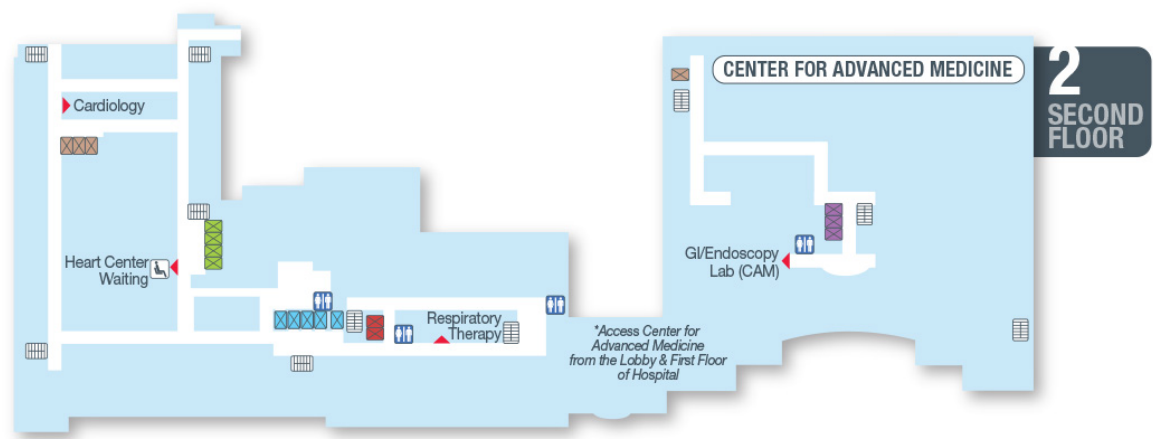 CENTER FOR ADVANCED MEDICINE
2
SECOND
FLOOR
Cardiology
Heart Center
Waiting
GI/Endoscopy
Lab (CAM)
Respiratory
Therapy
*Access Center for
Advanced Medicine
from the Lobby & First Floor
of Hospital